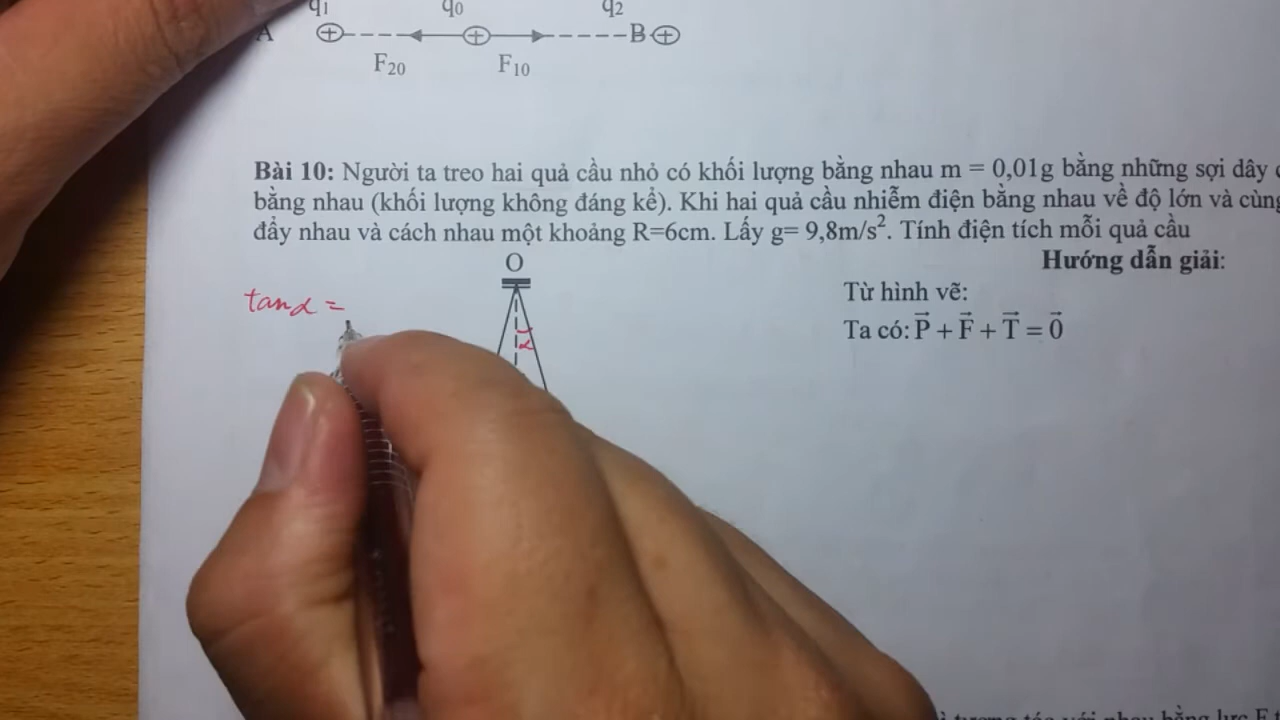 q1 q0 q2
A B
F20 F10
Bài 10: Người ta treo hai quả cầu nhỏ có khối lượng bằng nhau m = 0,01g bằng những sợi dây
bằng nhau (khối lượng không đáng kể). Khi hai quả cầu nhiễm điện bằng nhau về độ lớn và cùng
đẩy nhau và cách nhau một khoảng R=6cm. Lấy g= 9,8m/s². Tính điện tích mỗi quả cầu
O
Hướng dẫn giải:
Từ hình vẽ:
tanα =
α
Ta có: P⃗ + F⃗ + T⃗ = 0⃗